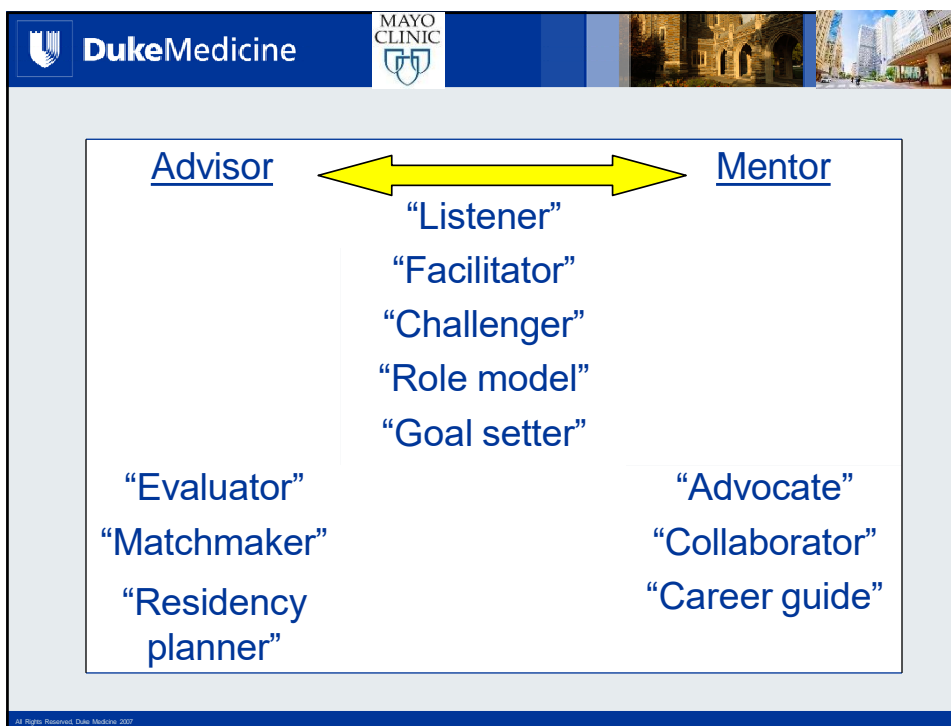 DukeMedicine
MAYO
CLINIC
Advisor
Mentor
“Listener”
“Facilitator”
“Challenger”
“Role model”
“Goal setter”
“Evaluator”
“Advocate”
“Matchmaker”
“Collaborator”
“Residency
planner”
“Career guide”
All Rights Reserved, Duke Medicine 2007